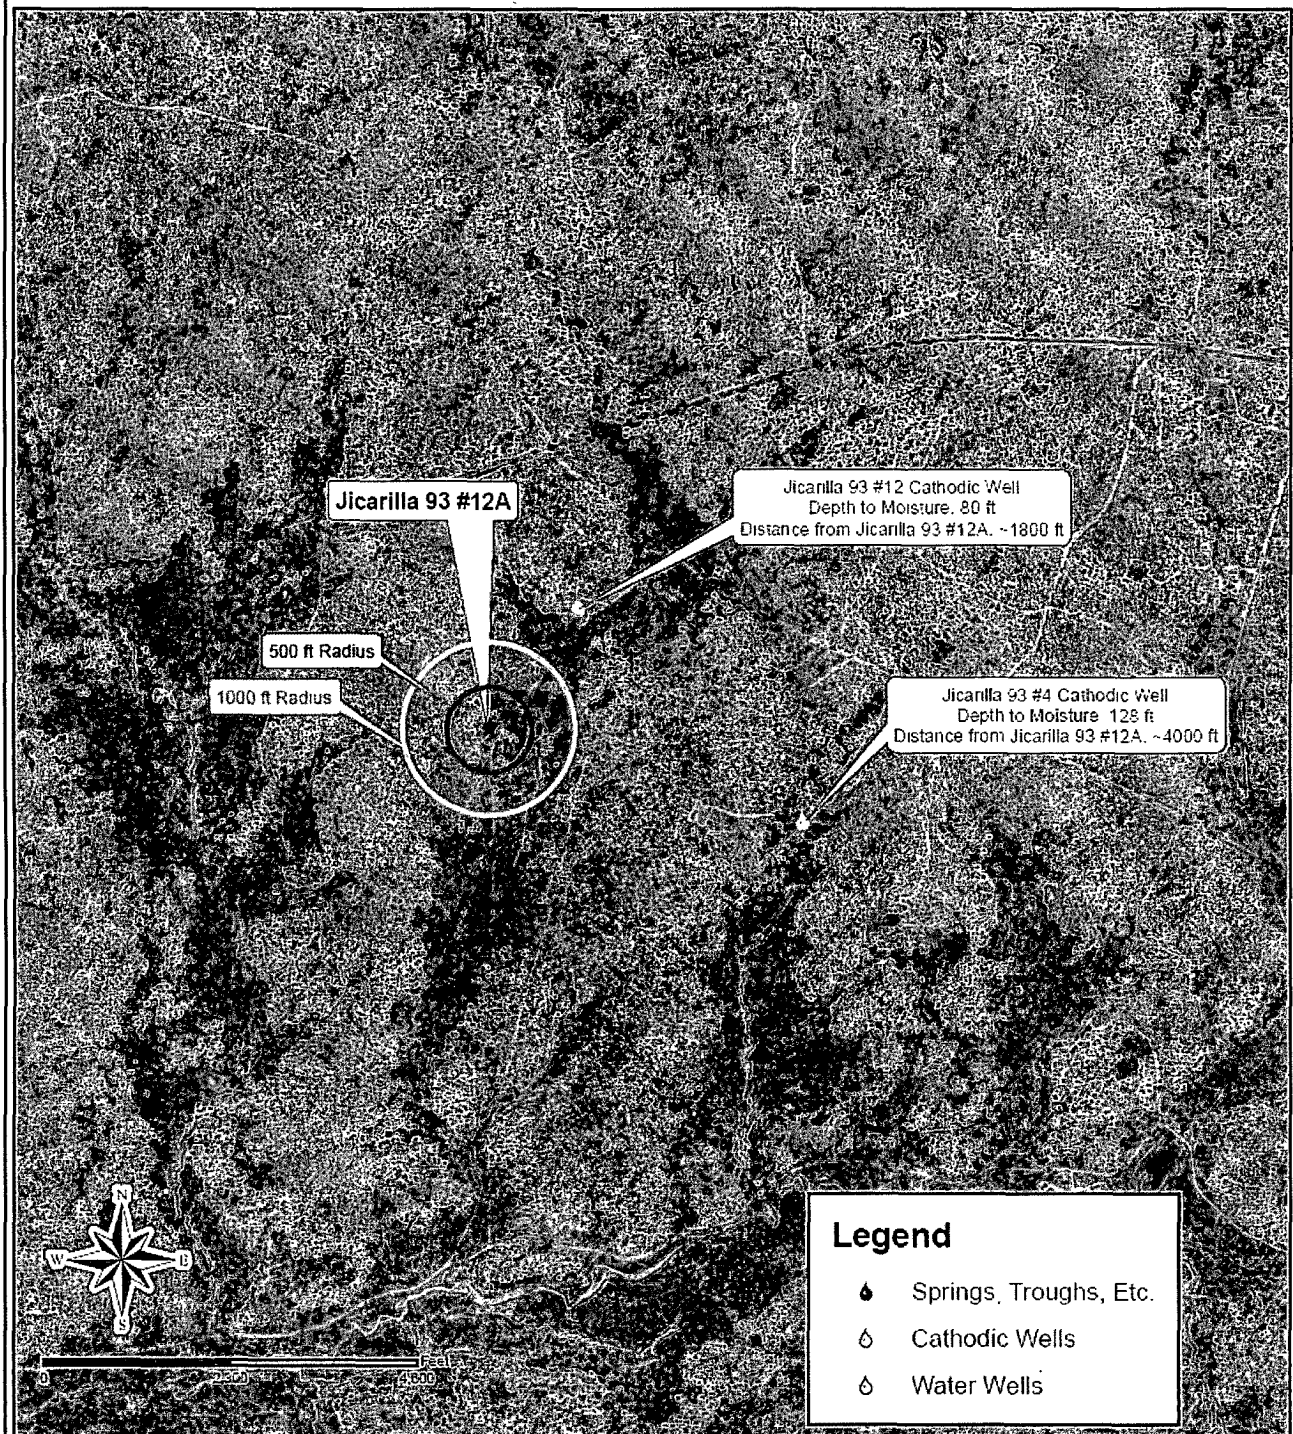 Jicarilla 93 #12A
Jicarilla 93 #12 Cathodic Well
Depth to Moisture. 80 ft
Distance from Jicarilla 93 #12A. ~1800 ft
500 ft Radius
1000 ft Radius
Jicarilla 93 #4 Cathodic Well
Depth to Moisture 128 ft
Distance from Jicarilla 93 #12A. ~4000 ft
N
W E
S
Feet
0
Legend
Springs, Troughs, Etc.
Cathodic Wells
Water Wells